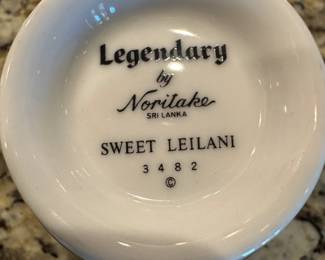 Legendary
by
Noritake
SRI LANKA
SWEET LEILANI
3482
©